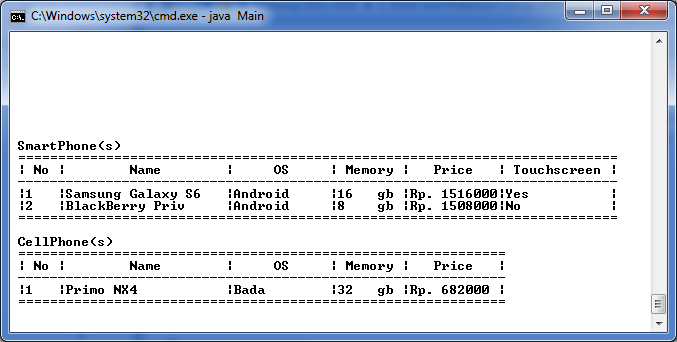 C:\Windows\system32\cmd.exe - java  Main
SmartPhone(s)
===========================================================================
¦ No ¦        Name        ¦     OS     ¦ Memory ¦   Price   ¦ Touchscreen ¦
---------------------------------------------------------------------------
¦1   ¦Samsung Galaxy S6   ¦Android     ¦16   gb ¦Rp. 1516000¦Yes          ¦
¦2   ¦BlackBerry Priv     ¦Android     ¦8    gb ¦Rp. 1508000¦No           ¦
===========================================================================
CellPhone(s)
=============================================================
¦ No ¦        Name        ¦     OS     ¦ Memory ¦   Price   ¦
-------------------------------------------------------------
¦1   ¦Primo NX4           ¦Bada        ¦32   gb ¦Rp. 682000 ¦
=============================================================